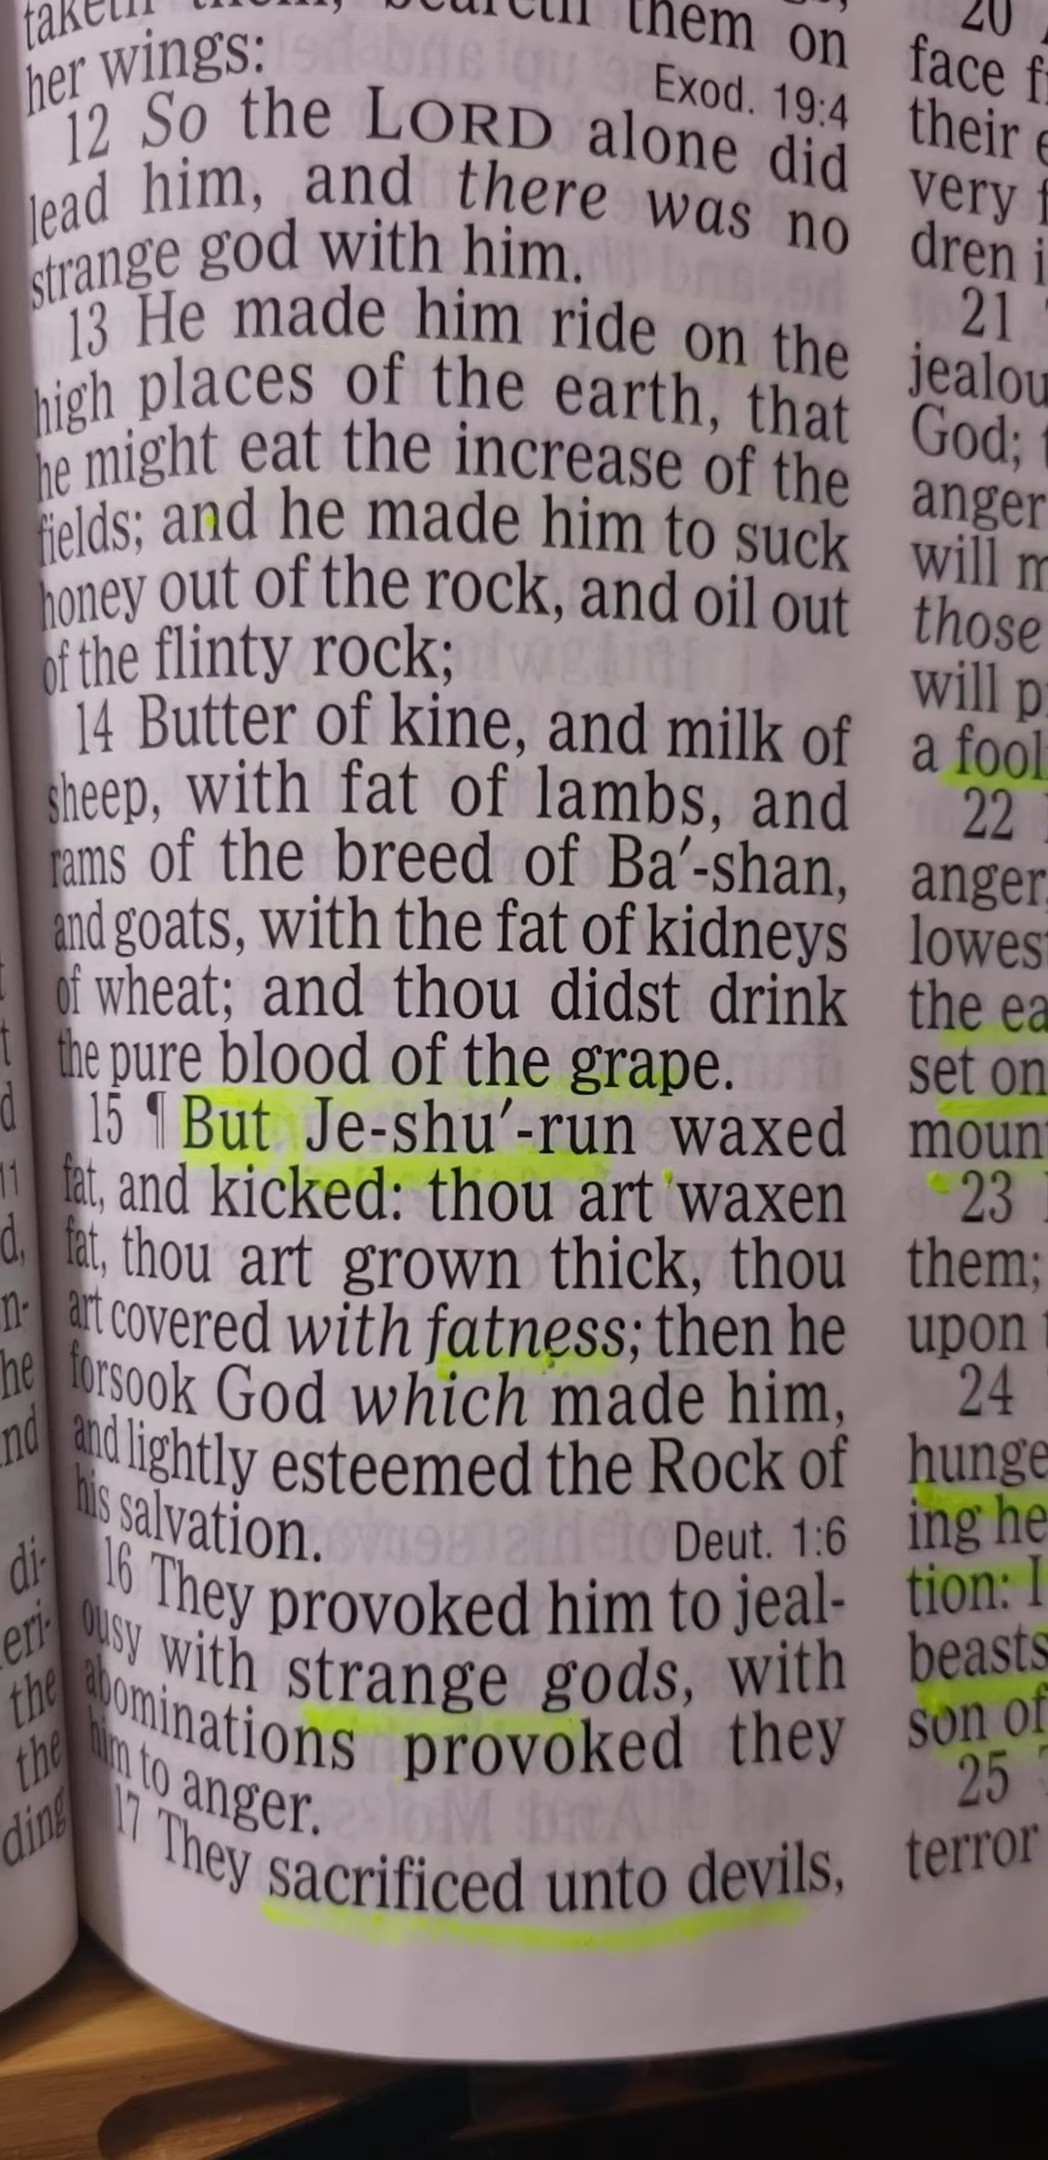 taketh them, beareth them on
her wings:
Exod. 19:4
12 So the LORD alone did
lead him, and there was no
strange god with him.
13 He made him ride on the
high places of the earth, that
he might eat the increase of the
fields; and he made him to suck
honey out of the rock, and oil out
of the flinty rock;
14 Butter of kine, and milk of
sheep, with fat of lambs, and
rams of the breed of Ba′-shan,
and goats, with the fat of kidneys
of wheat; and thou didst drink
the pure blood of the grape.
15 ¶ But Je-shu′-run waxed
fat, and kicked: thou art waxen
fat, thou art grown thick, thou
art covered with fatness; then he
forsook God which made him,
and lightly esteemed the Rock of
his salvation. Deut. 1:6
16 They provoked him to jeal-
ousy with strange gods, with
abominations provoked they
him to anger.
17 They sacrificed unto devils,
20
face
their
very
dren
21
jealou
God;
anger
will
those
will
a fool
22
anger,
lowes
the ea
set on
moun
23
them;
upon
24
hunge
ing he
tion: I
beasts
son of
25
terror